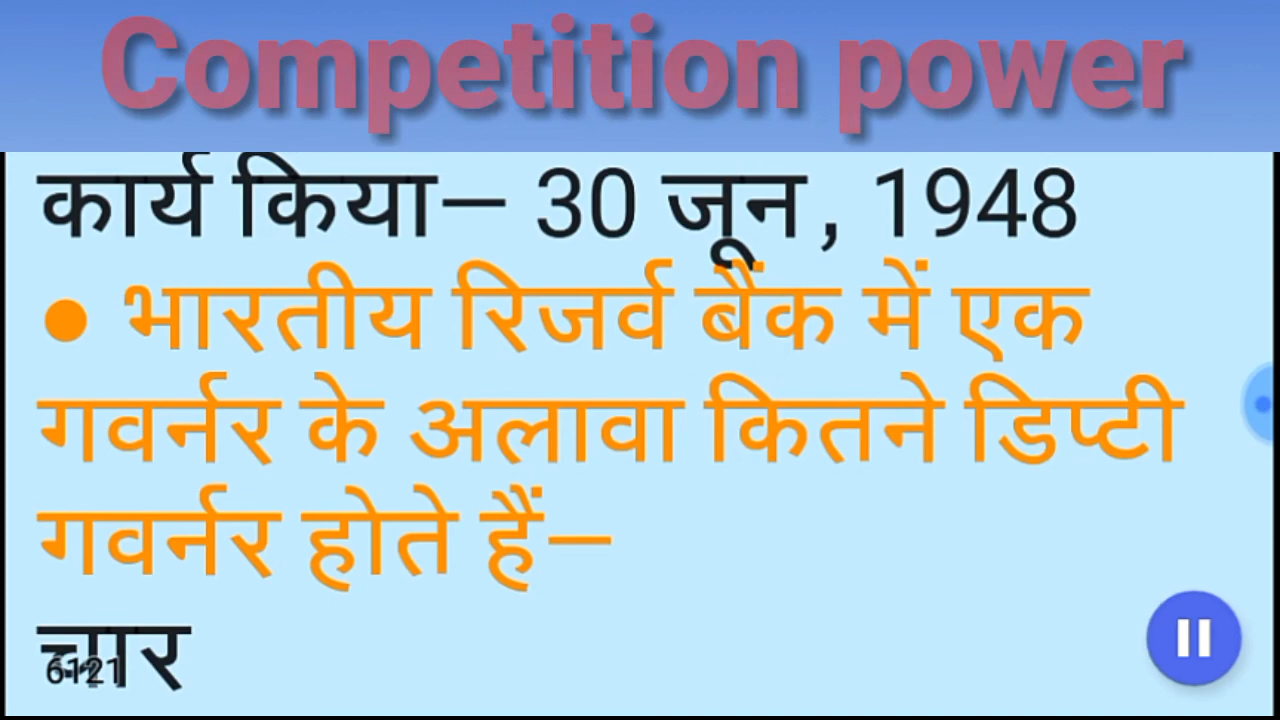 Competition power
कार्य किया– 30 जून, 1948
● भारतीय रिजर्व बैंक में एक
गवर्नर के अलावा कितने डिप्टी
गवर्नर होते हैं–
चार
6121